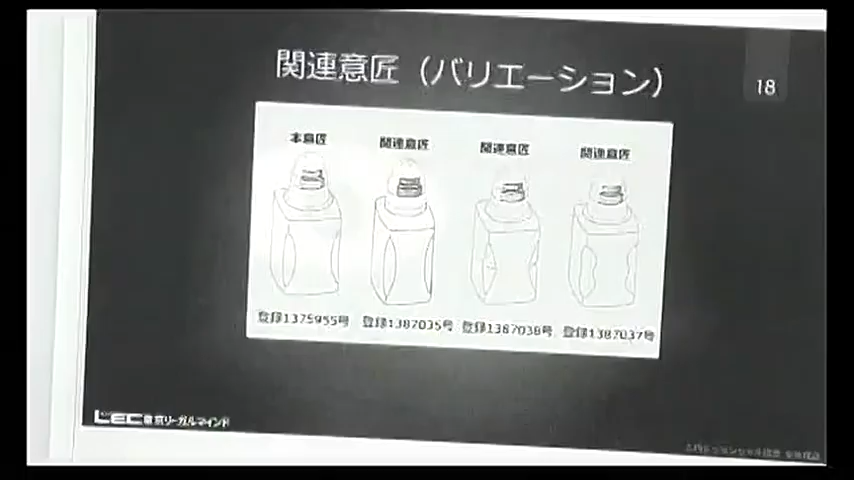 関連意匠（バリエーション）
18
本意匠
関連意匠
関連意匠
関連意匠
登録1375955号
登録1387035号
登録1387038号
登録1387037号
LEC東京リーガルマインド